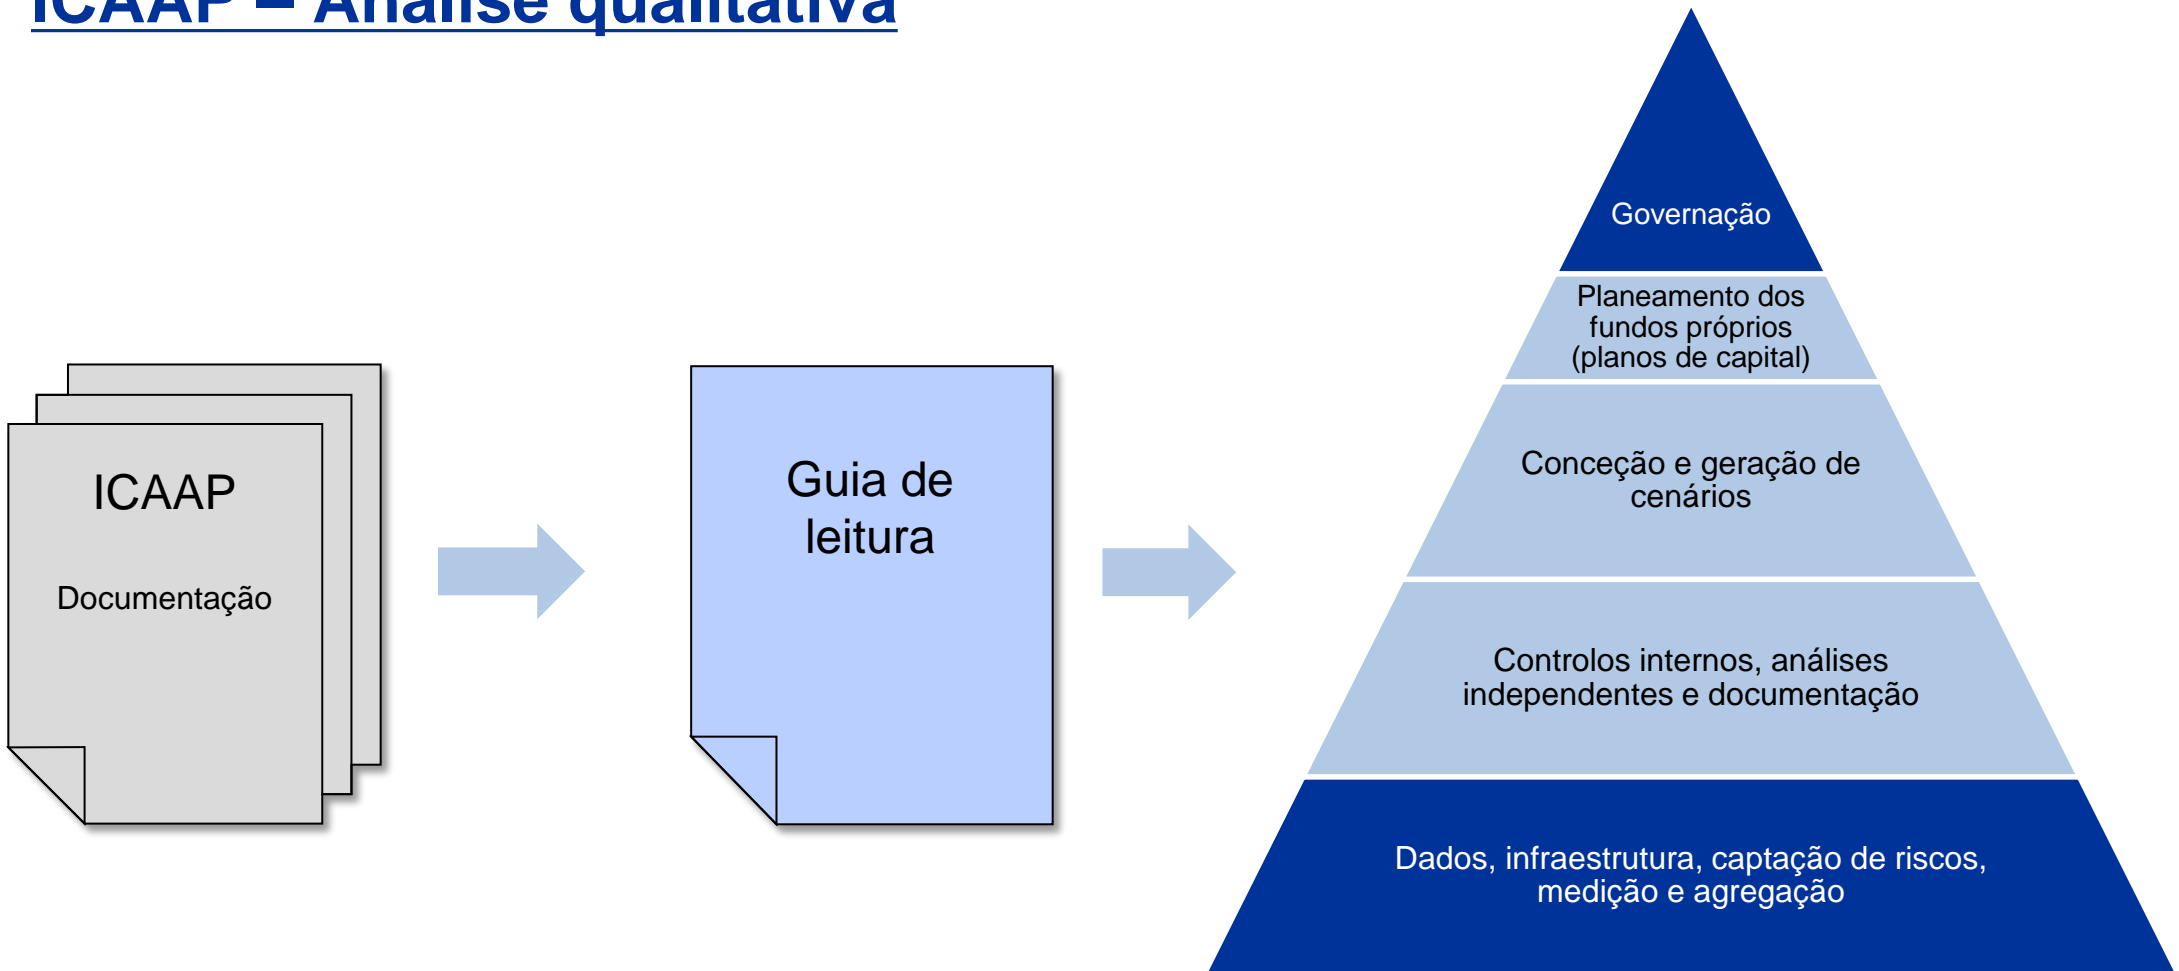 ICAAP – Análise qualitativa
ICAAP
Documentação
Guia de
leitura
Governação
Planeamento dos
fundos próprios
(planos de capital)
Conceção e geração de
cenários
Controlos internos, análises
independentes e documentação
Dados, infraestrutura, captação de riscos,
medição e agregação